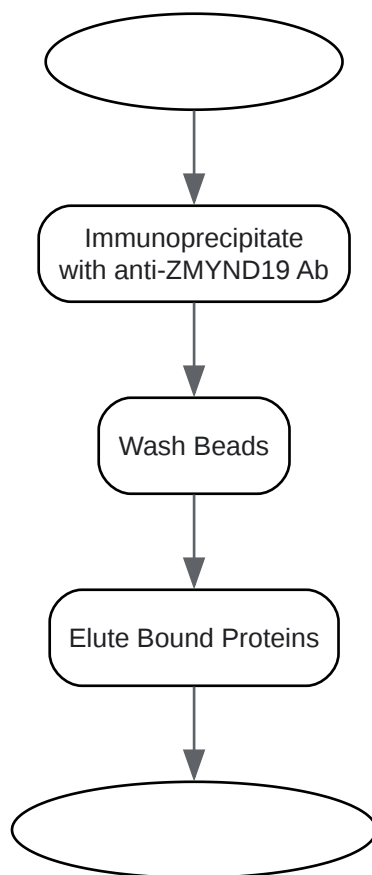 Immunoprecipitate
with anti-ZMYND19 Ab
Wash Beads
Elute Bound Proteins